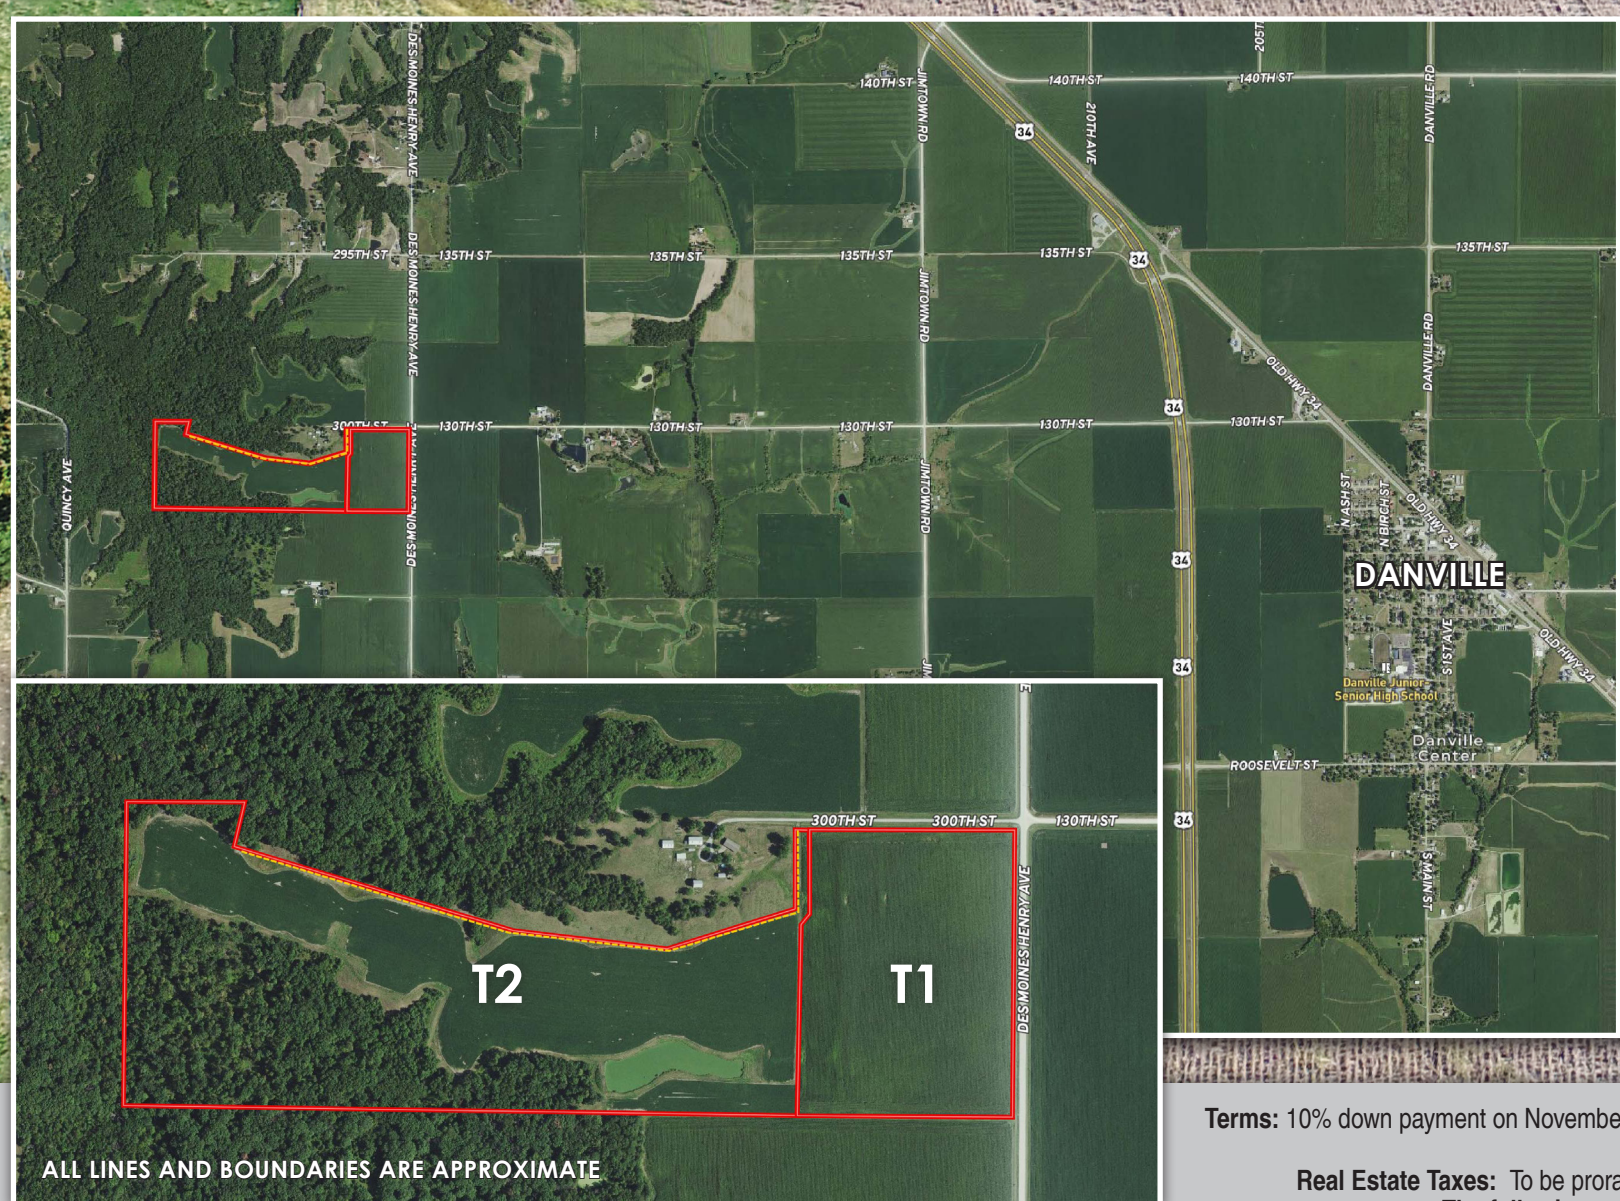 DES MOINES HENRY AVE
140TH ST
JIMTOWN RD
34
140TH ST
210TH AVE
140TH ST
205T
DANVILLE RD
295TH ST
DES MOINES HENRY AVE
135TH ST
135TH ST
135TH ST
135TH ST
34
135TH ST
JIMTOWN RD
DANVILLE RD
OLD HWY 34
300TH ST
130TH ST
130TH ST
130TH ST
130TH ST
34
130TH ST
QUINCY AVE
DES MOINES HENRY AVE
JIMTOWN RD
N ASH ST
N BIRCH ST
OLD HWY 34
34
DANVILLE
34
S 1ST AVE
OLD HWY 34
Danville Junior-
Senior High School
Danville
Center
ROOSEVELT ST
34
S MAIN ST
300TH ST
300TH ST
130TH ST
DES MOINES HENRY AVE
T2
T1
ALL LINES AND BOUNDARIES ARE APPROXIMATE
Terms: 10% down payment on Novembe
Real Estate Taxes: To be prora